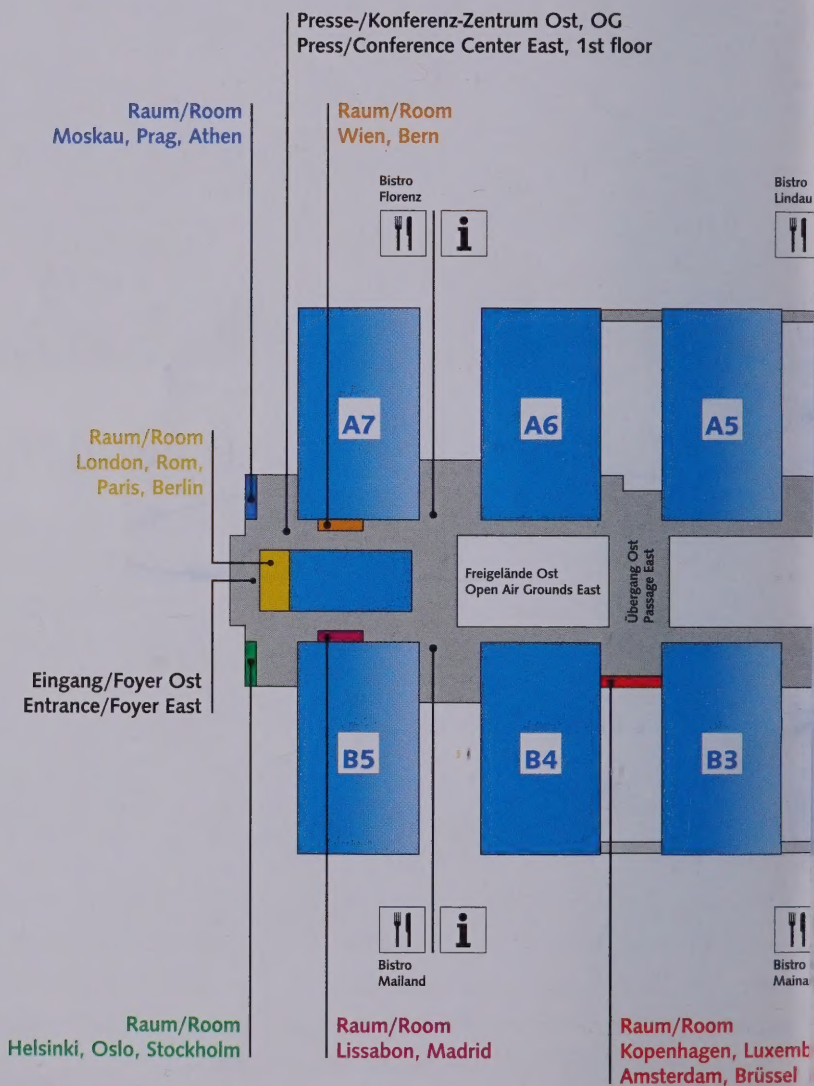 Presse-/Konferenz-Zentrum Ost, OG
Press/Conference Center East, 1st floor
Raum/Room
Moskau, Prag, Athen
Raum/Room
Wien, Bern
Bistro
Florenz
i
Bistro
Lindau
A7
A6
A5
Raum/Room
London, Rom,
Paris, Berlin
Freigelände Ost
Open Air Grounds East
Übergang Ost
Passage East
Eingang/Foyer Ost
Entrance/Foyer East
B5
B4
B3
i
Bistro
Mailand
Bistro
Maina
Raum/Room
Helsinki, Oslo, Stockholm
Raum/Room
Lissabon, Madrid
Raum/Room
Kopenhagen, Luxemb
Amsterdam, Brüssel